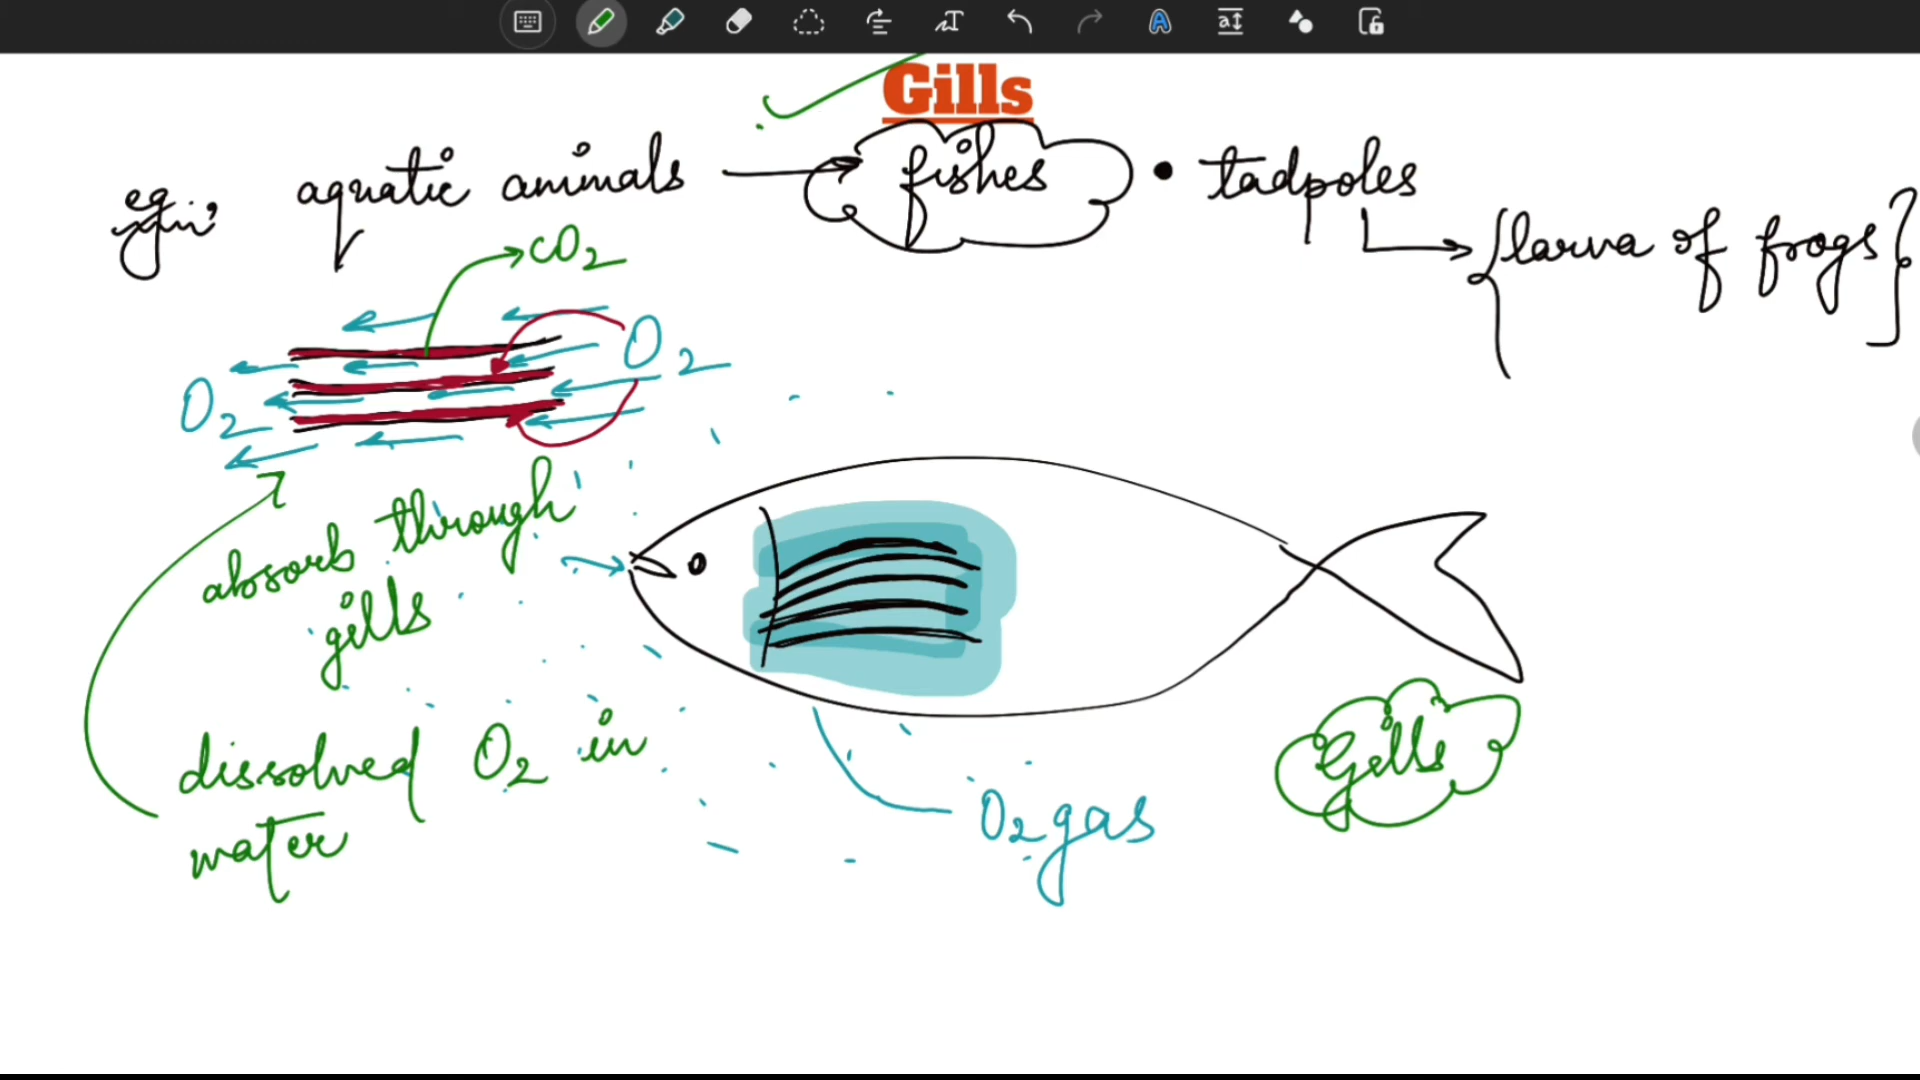 Gills
eg:
aquatic animals → fishes • tadpoles
{larva of frogs}
CO2
O2
O2
absorb through
gills
dissolved O2 in
water
O2 gas
Gills